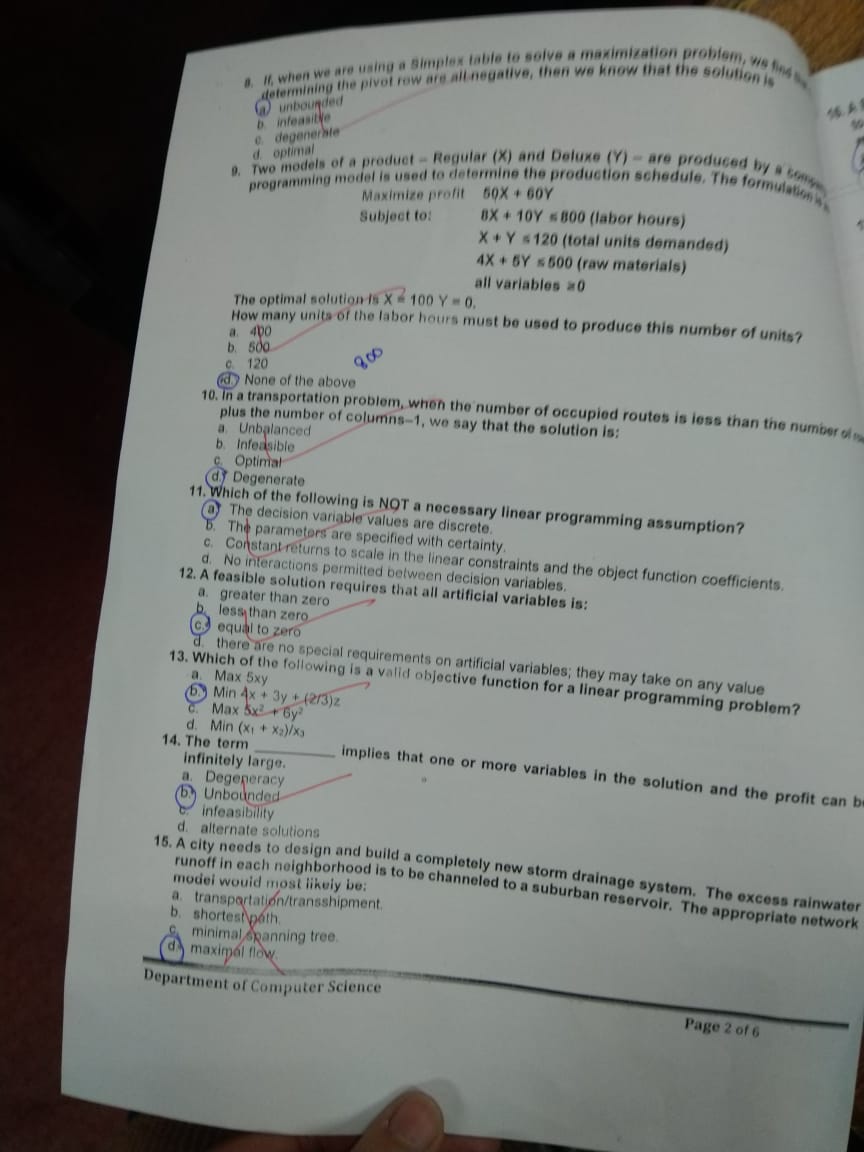 8. If, when we are using a Simplex table to solve a maximization problem, we find
determining the pivot row are all negative, then we know that the solution is
a. unbounded
b. infeasible
c. degenerate
d. optimal
9. Two models of a product – Regular (X) and Deluxe (Y) – are produced by a
programming model is used to determine the production schedule. The formulation is
Maximize profit 50X + 60Y
Subject to: 8X + 10Y ≤ 800 (labor hours)
X + Y ≤ 120 (total units demanded)
4X + 5Y ≤ 500 (raw materials)
all variables ≥0
The optimal solution is X = 100 Y = 0.
How many units of the labor hours must be used to produce this number of units?
a. 400
b. 500
c. 120
800
d. None of the above
10. In a transportation problem, when the number of occupied routes is less than the number of
plus the number of columns–1, we say that the solution is:
a. Unbalanced
b. Infeasible
c. Optimal
d. Degenerate
11. Which of the following is NOT a necessary linear programming assumption?
a. The decision variable values are discrete.
b. The parameters are specified with certainty.
c. Constant returns to scale in the linear constraints and the object function coefficients.
d. No interactions permitted between decision variables.
12. A feasible solution requires that all artificial variables is:
a. greater than zero
b. less than zero
c. equal to zero
d. there are no special requirements on artificial variables; they may take on any value
13. Which of the following is a valid objective function for a linear programming problem?
a. Max 5xy
b. Min 4x + 3y + (2/3)z
c. Max 5x² + 6y²
d. Min (x₁ + x₂)/x₃
14. The term __________ implies that one or more variables in the solution and the profit can
infinitely large.
a. Degeneracy
b. Unbounded
c. infeasibility
d. alternate solutions
15. A city needs to design and build a completely new storm drainage system. The excess rainwater
runoff in each neighborhood is to be channeled to a suburban reservoir. The appropriate network
model would most likely be:
a. transportation/transshipment.
b. shortest path.
c. minimal spanning tree.
d. maximal flow.
Department of Computer Science
Page 2 of 6